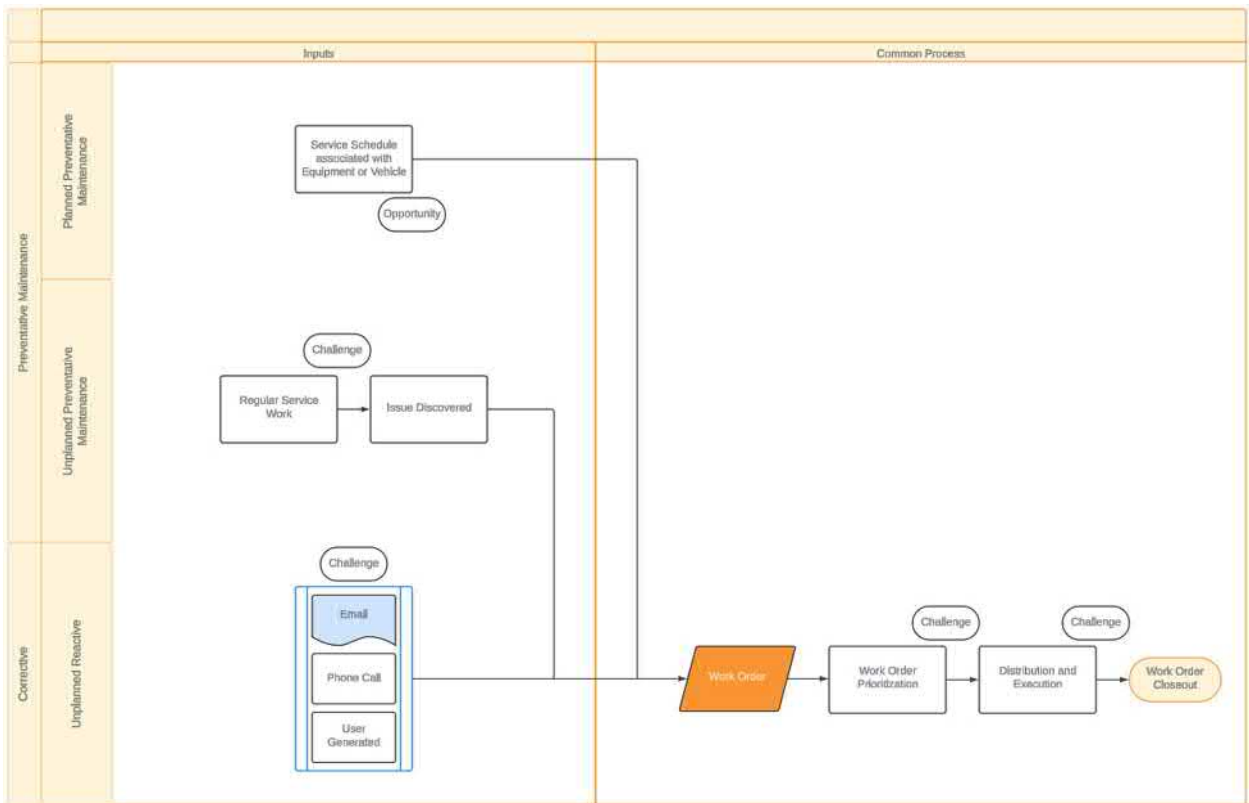 Inputs
Common Process
Preventative Maintenance
Planned Preventative
Maintenance
Service Schedule
associated with
Equipment or Vehicle
Opportunity
Unplanned Preventative
Maintenance
Challenge
Regular Service
Work
Issue Discovered
Corrective
Unplanned Reactive
Challenge
Email
Phone Call
User
Generated
Work Order
Challenge
Work Order
Prioritization
Challenge
Distribution and
Execution
Work Order
Closeout